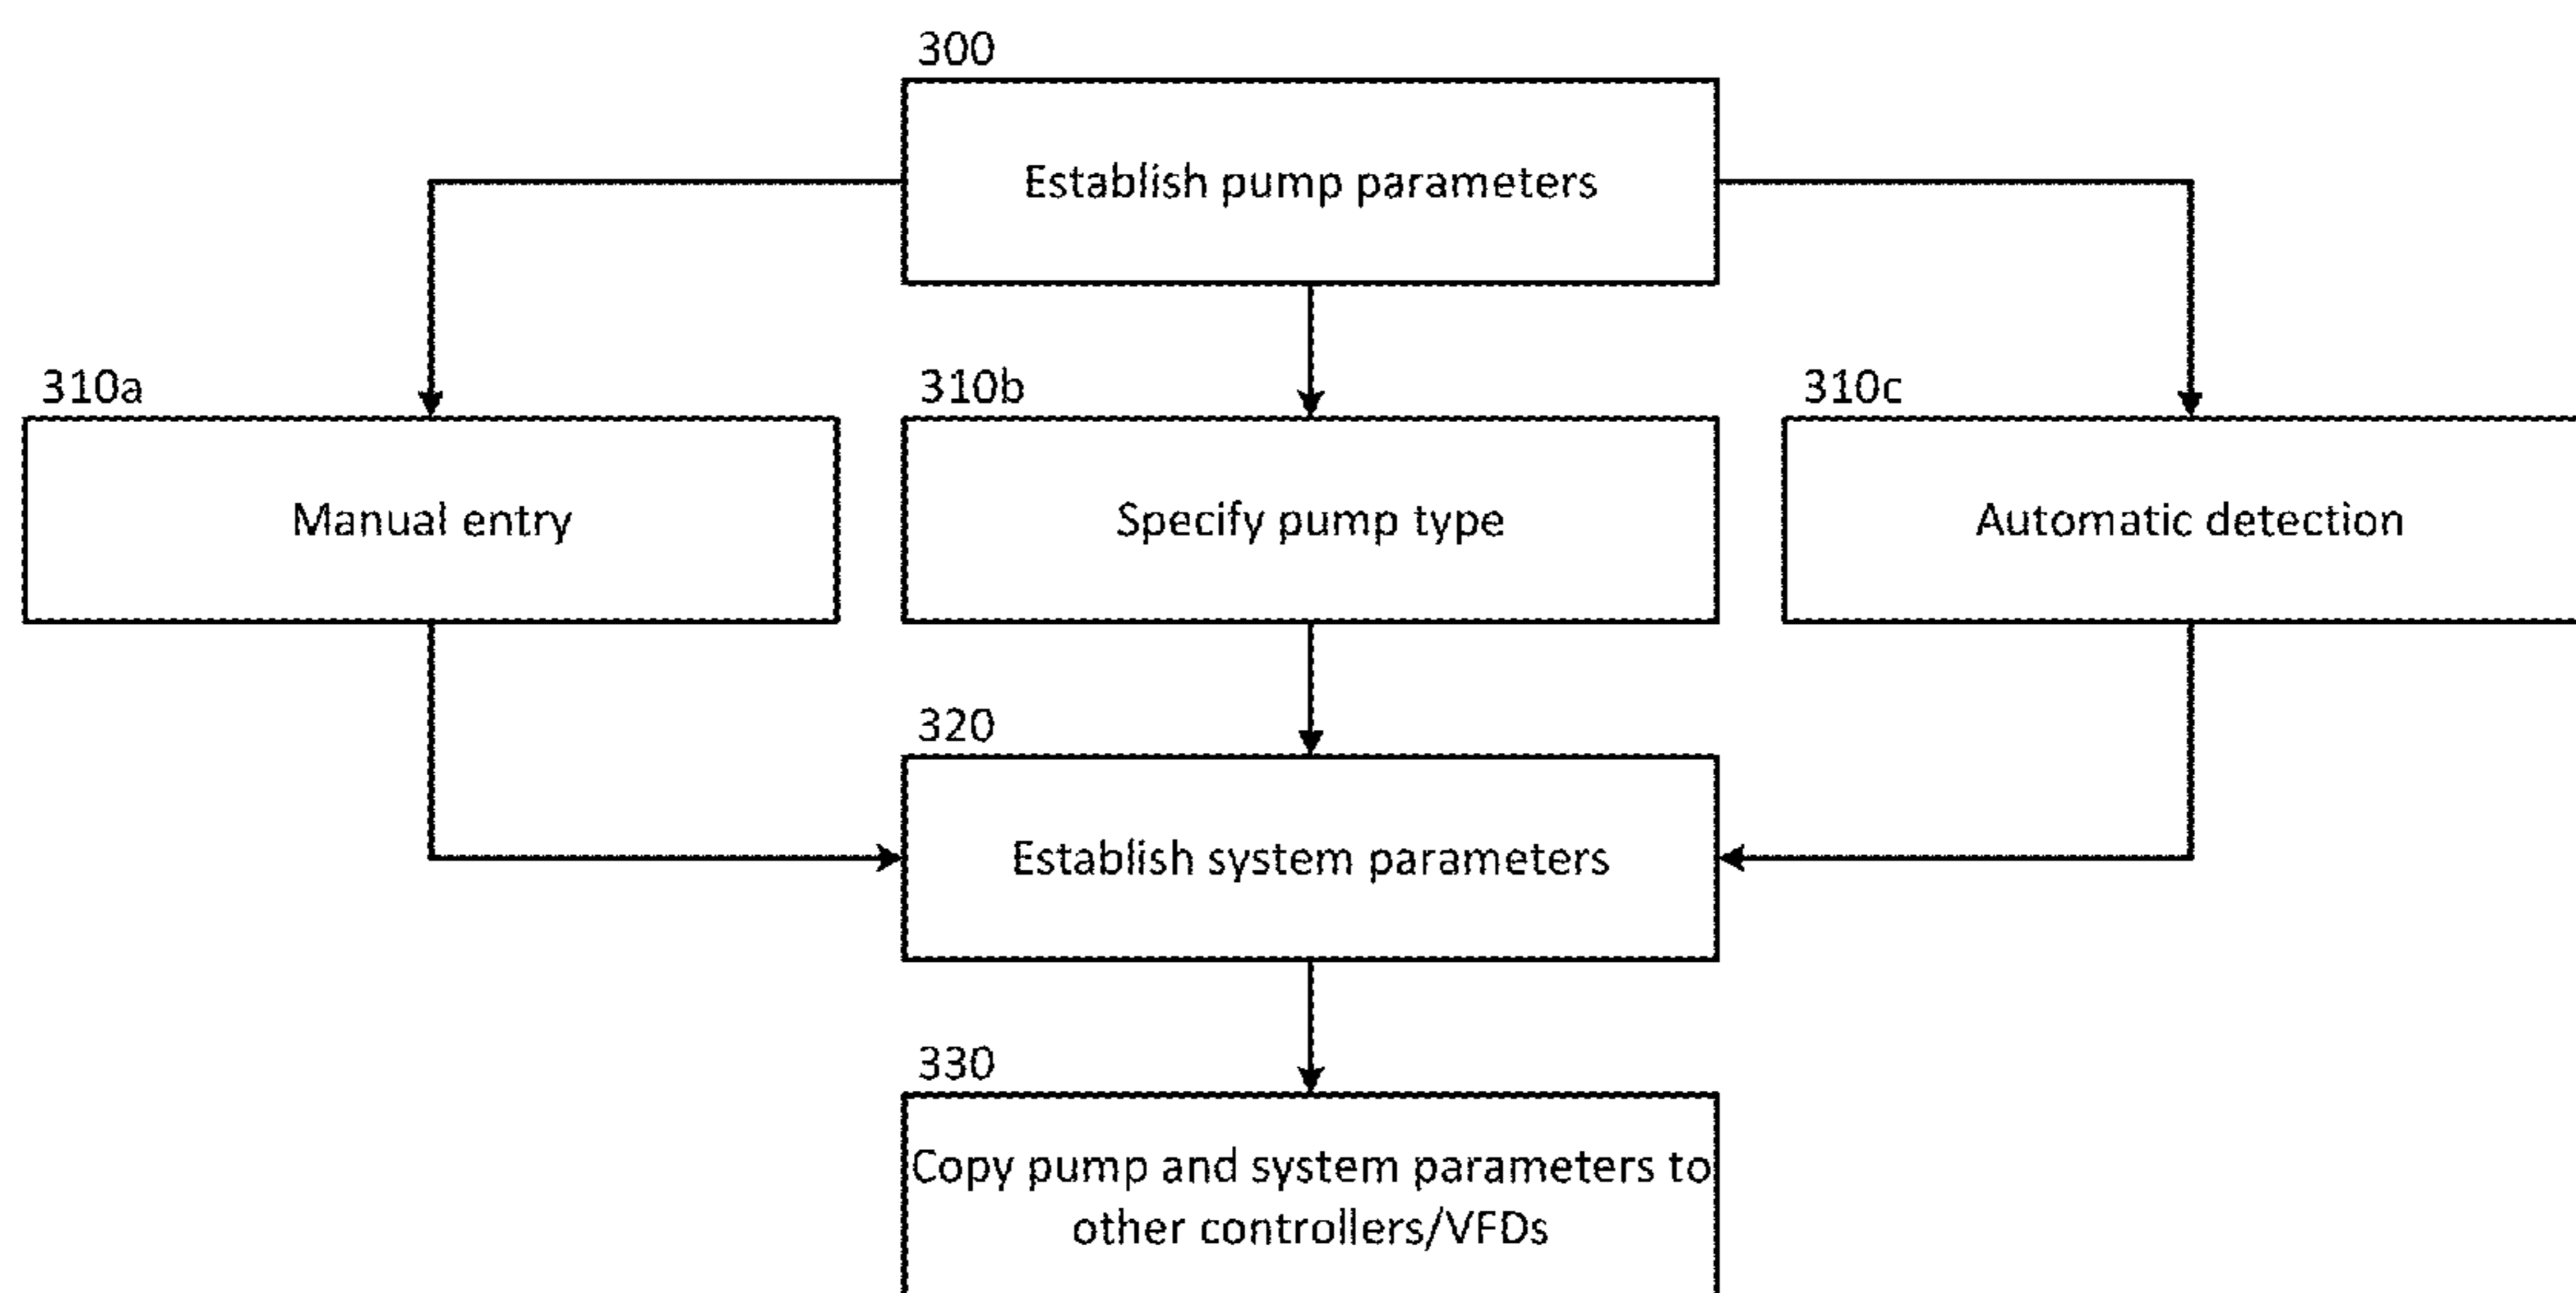 300
Establish pump parameters
310a
310b
310c
Manual entry
Specify pump type
Automatic detection
320
Establish system parameters
330
Copy pump and system parameters to
other controllers/VFDs